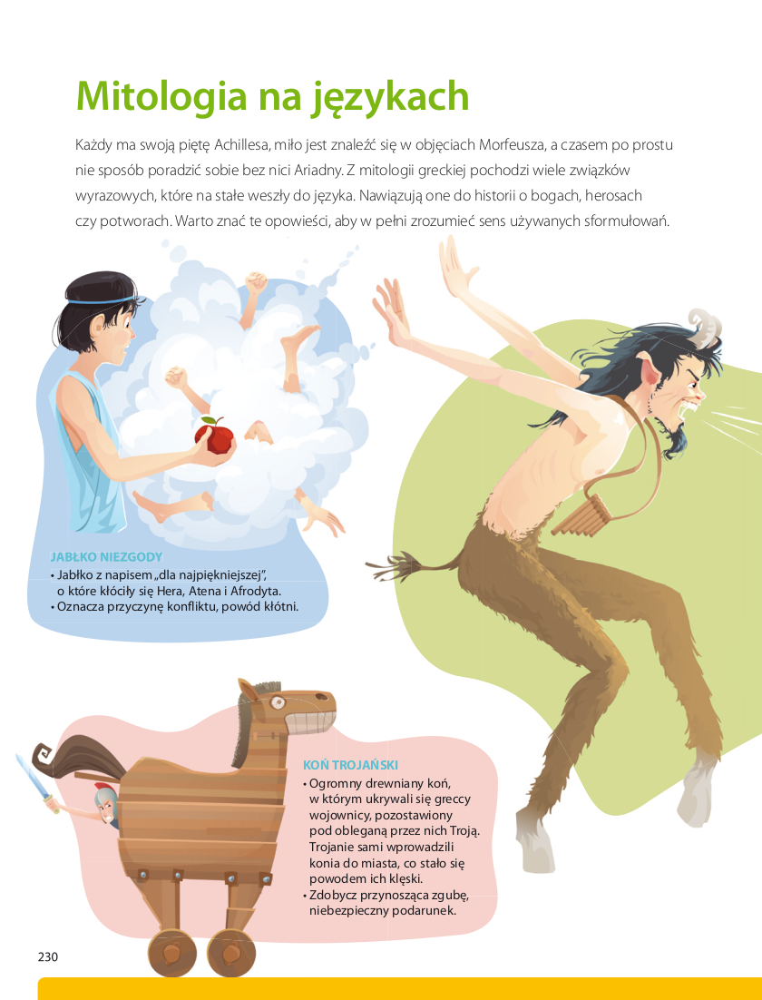 Mitologia na językach
Każdy ma swoją piętę Achillesa, miło jest znaleźć się w objęciach Morfeusza, a czasem po prostu
nie sposób poradzić sobie bez nici Ariadny. Z mitologii greckiej pochodzi wiele związków
wyrazowych, które na stałe weszły do języka. Nawiązują one do historii o bogach, herosach
czy potworach. Warto znać te opowieści, aby w pełni zrozumieć sens używanych sformułowań.
JABŁKO NIEZGODY
• Jabłko z napisem „dla najpiękniejszej”,
o które kłóciły się Hera, Atena i Afrodyta.
• Oznacza przyczynę konfliktu, powód kłótni.
KOŃ TROJAŃSKI
• Ogromny drewniany koń,
w którym ukrywali się greccy
wojownicy, pozostawiony
pod obleganą przez nich Troją.
Trojanie sami wprowadzili
konia do miasta, co stało się
powodem ich klęski.
• Zdobycz przynosząca zgubę,
niebezpieczny podarunek.
230